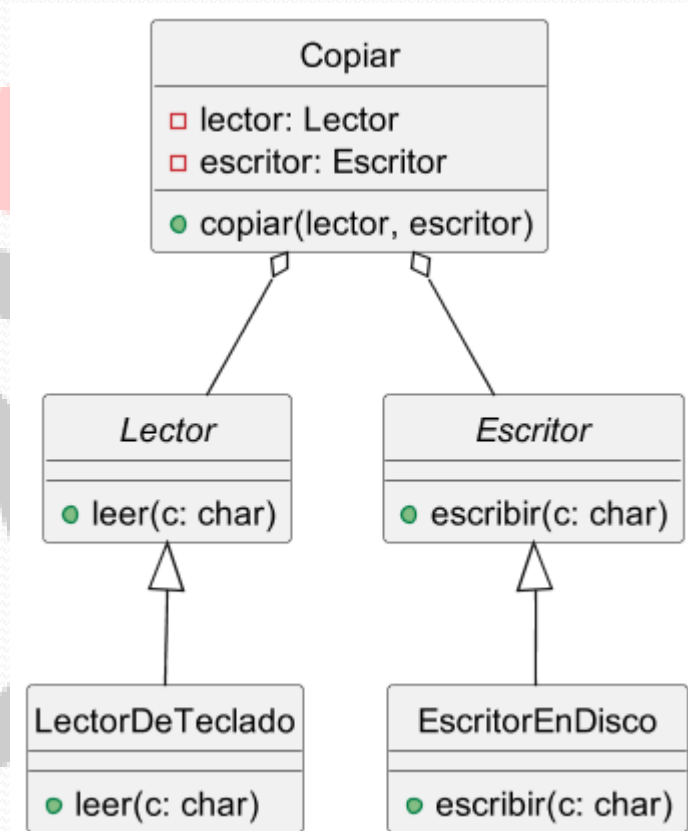 Copiar
lector: Lector
escritor: Escritor
copiar(lector, escritor)
Lector
Escritor
leer(c: char)
escribir(c: char)
LectorDeTeclado
EscritorEnDisco
leer(c: char)
escribir(c: char)